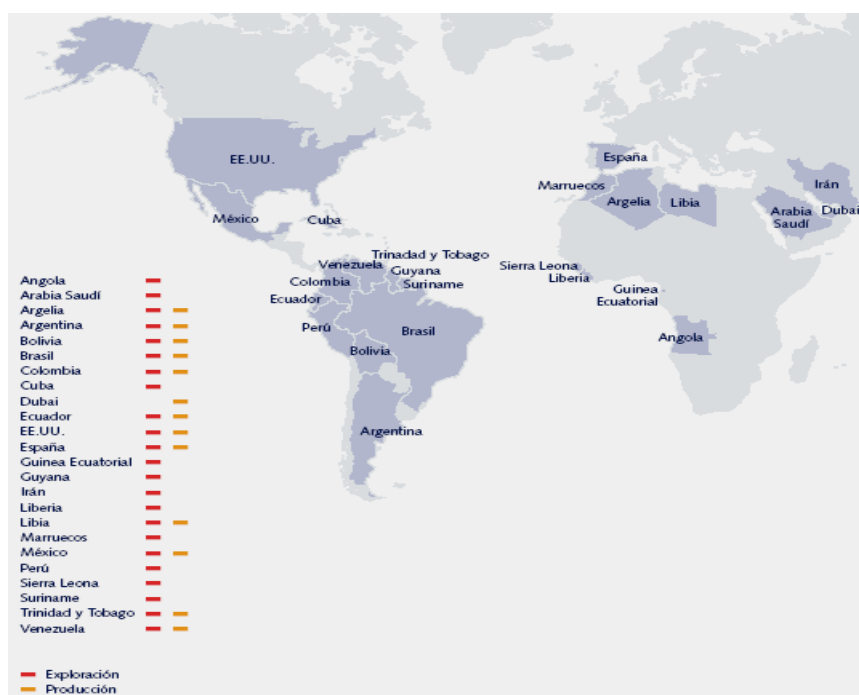 EE.UU.
España
Marruecos
Irán
Argelia
Libia
México
Cuba
Arabia
Saudí
Dubai
Trinadad y Tobago
Venezuela
Guyana
Sierra Leona
Colombia
Suriname
Liberia
Guinea
Ecuatorial
Ecuador
Perú
Brasil
Angola
Bolivia
Argentina
Angola
Arabia Saudí
Argelia
Argentina
Bolivia
Brasil
Colombia
Cuba
Dubai
Ecuador
EE.UU.
España
Guinea Ecuatorial
Guyana
Irán
Liberia
Libia
Marruecos
México
Perú
Sierra Leona
Suriname
Trinidad y Tobago
Venezuela
Exploración
Producción